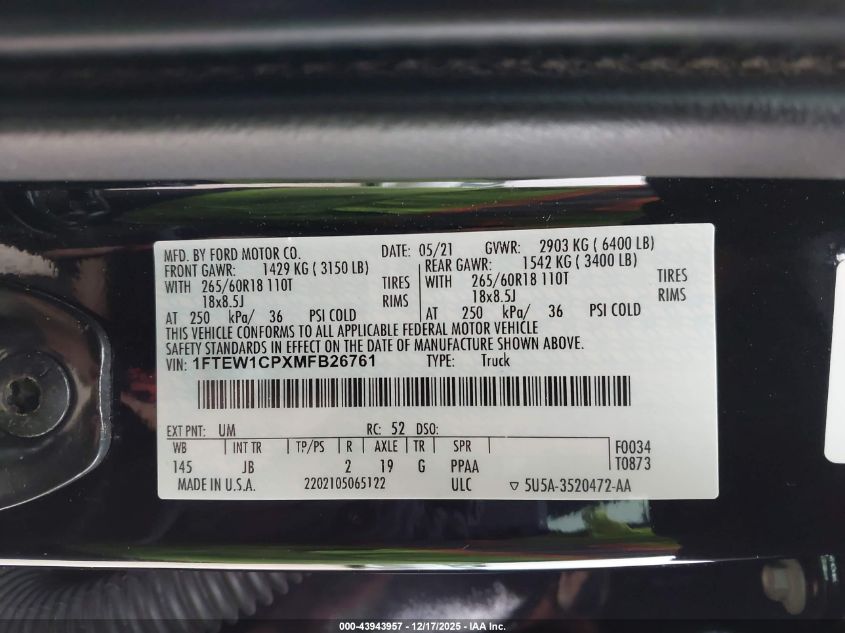 MFD. BY FORD MOTOR CO. DATE: 05/21 GVWR: 2903 KG ( 6400 LB)
FRONT GAWR: 1429 KG ( 3150 LB) REAR GAWR: 1542 KG ( 3400 LB)
WITH 265/60R18 110T TIRES WITH 265/60R18 110T TIRES
18x8.5J RIMS 18x8.5J RIMS
AT 250 kPa/ 36 PSI COLD AT 250 kPa/ 36 PSI COLD
THIS VEHICLE CONFORMS TO ALL APPLICABLE FEDERAL MOTOR VEHICLE
SAFETY STANDARDS IN EFFECT ON THE DATE OF MANUFACTURE SHOWN ABOVE.
VIN: 1FTEW1CPXMFB26761 TYPE: Truck
EXT PNT: UM RC: 52 DSO:
WB INT TR TP/PS R AXLE TR SPR F0034
145 JB 2 19 G PPAA T0873
MADE IN U.S.A. 2202105065122 ULC ▽ 5U5A-3520472-AA
000-43943957 - 12/17/2025 - IAA Inc.